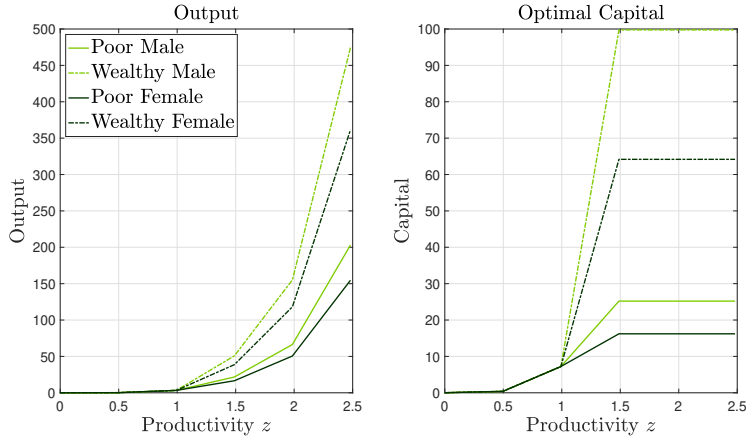 Output
500
450
400
350
300
250
200
150
100
50
0
Output
Poor Male
Wealthy Male
Poor Female
Wealthy Female
0 0.5 1 1.5 2 2.5
Productivity z
Optimal Capital
100
90
80
70
60
50
40
30
20
10
0
Capital
0 0.5 1 1.5 2 2.5
Productivity z